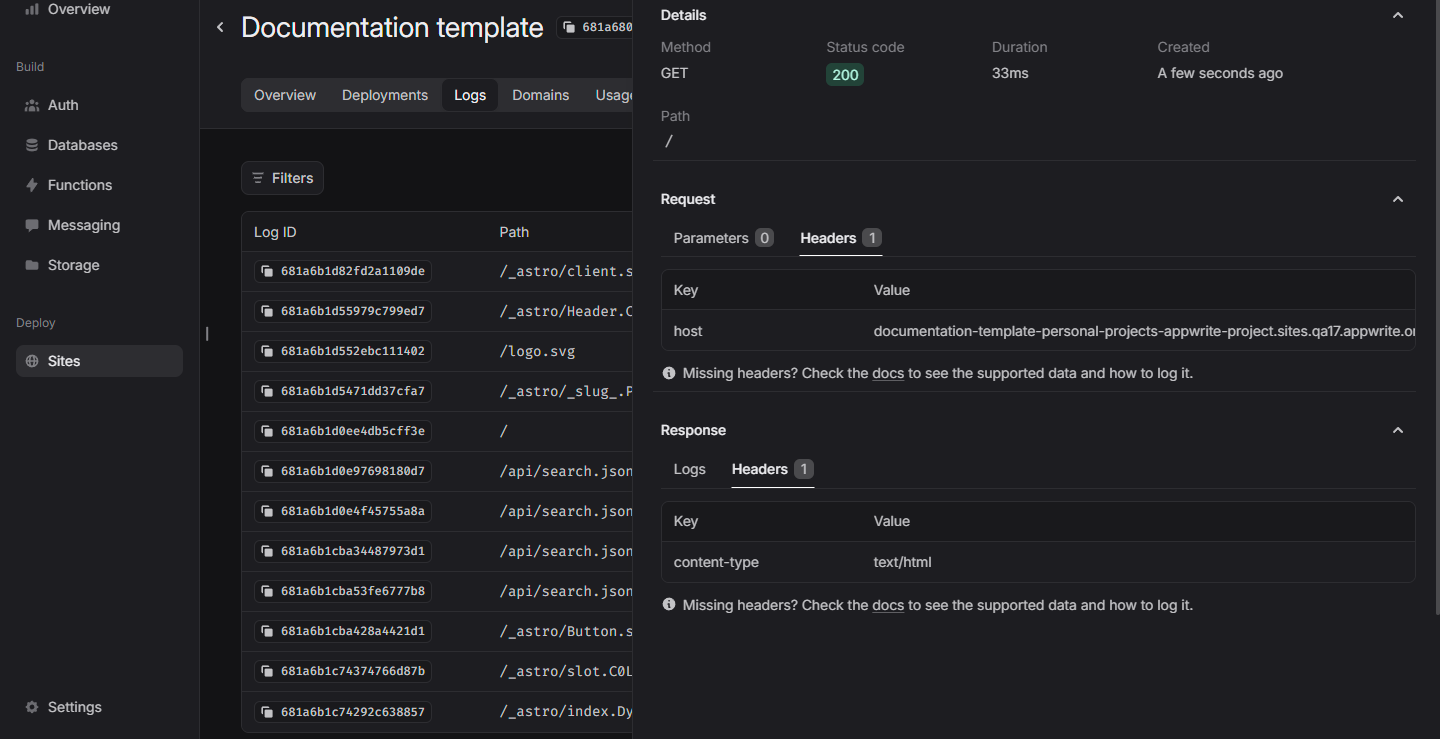 Overview
Build
Auth
Databases
Functions
Messaging
Storage
Deploy
Sites
Settings
Documentation template 681a680
Overview Deployments Logs Domains Usage
Filters
Log ID Path
681a6b1d82fd2a1109de /_astro/client.s
681a6b1d55979c799ed7 /_astro/Header.C
681a6b1d552ebc111402 /logo.svg
681a6b1d5471dd37cfa7 /_astro/_slug_.P
681a6b1d0ee4db5cff3e /
681a6b1d0e97698180d7 /api/search.json
681a6b1d0e4f45755a8a /api/search.json
681a6b1cba34487973d1 /api/search.json
681a6b1cba53fe6777b8 /api/search.json
681a6b1cba428a4421d1 /_astro/Button.s
681a6b1c74374766d87b /_astro/slot.C0L
681a6b1c74292c638857 /_astro/index.Dy
Details
Method Status code Duration Created
GET 200 33ms A few seconds ago
Path
/
Request
Parameters 0 Headers 1
Key Value
host documentation-template-personal-projects-appwrite-project.sites.qa17.appwrite.or
Missing headers? Check the docs to see the supported data and how to log it.
Response
Logs Headers 1
Key Value
content-type text/html
Missing headers? Check the docs to see the supported data and how to log it.